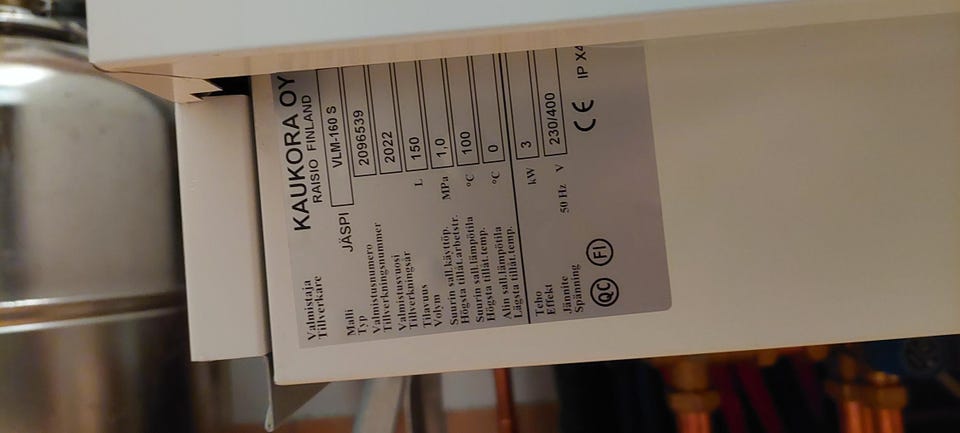 Valmistaja
Tillverkare
KAUKORA OY
RAISIO FINLAND
Malli
Typ
JÄSPI
VLM-160 S
Valmistusnumero
Tillverkningsnummer
2096539
Valmistusvuosi
Tillverkningsår
2022
Tilavuus
Volym
L
150
Suurin sall.käyttöp.
Högsta tillåt.arbetstr.
MPa
1,0
Suurin sall.lämpötila
Högsta tillåt.temp.
°C
100
Alin sall.lämpötila
Lägsta tillåt.temp.
°C
0
Teho
Effekt
kW
3
Jännite
Spänning
50 Hz V
230/400
QC FI
CE IP X4